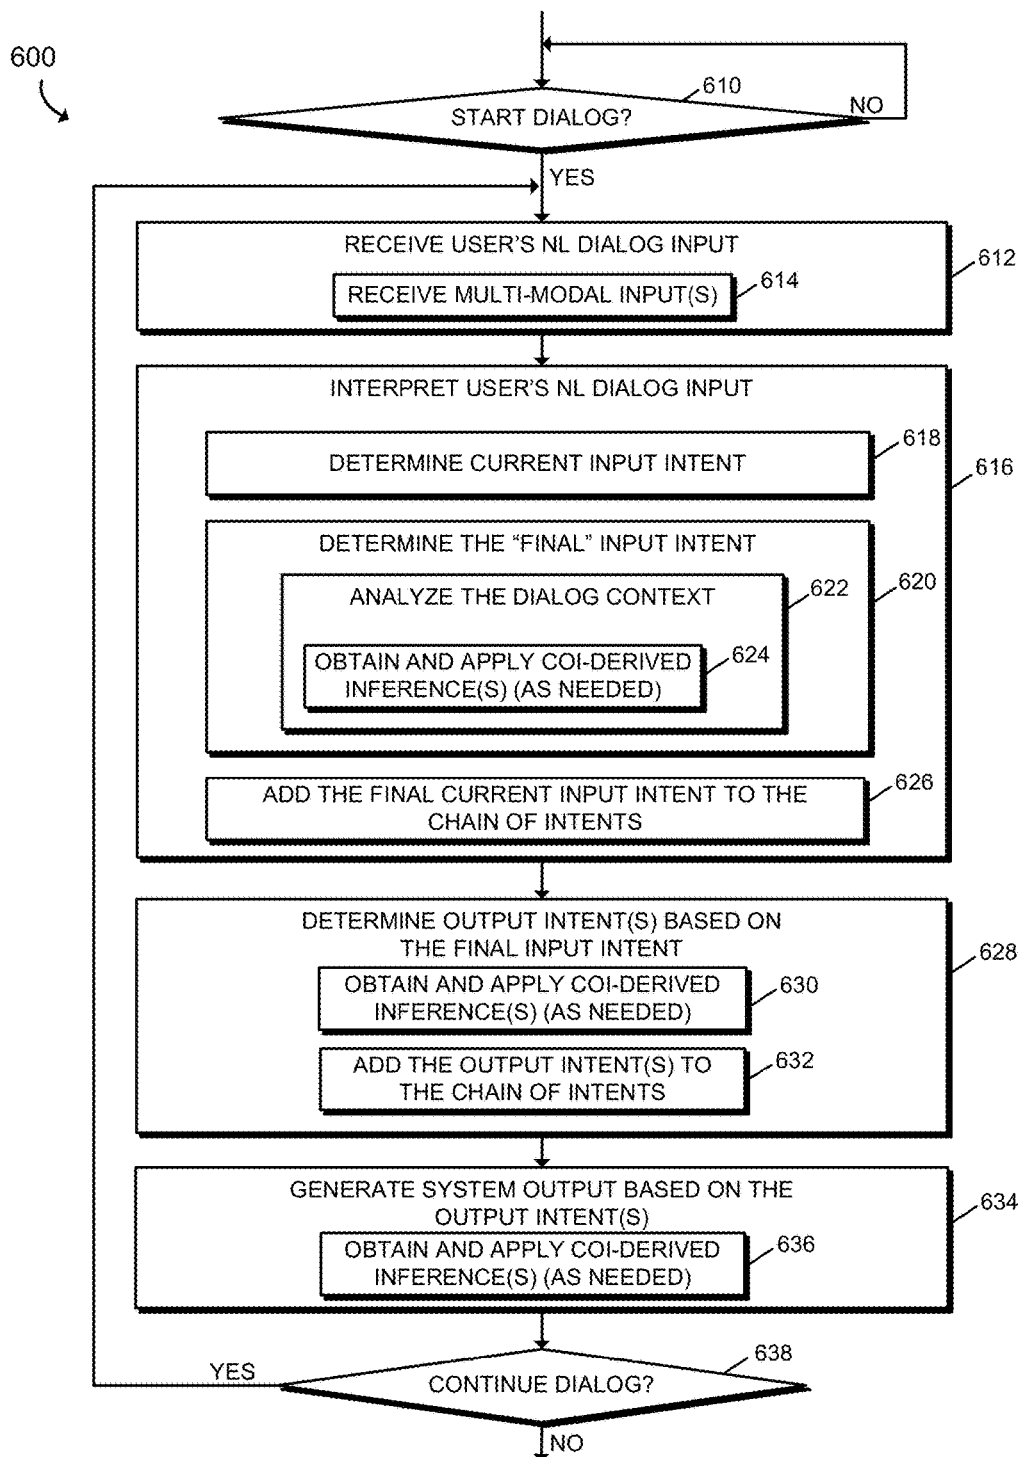 600
610
START DIALOG?
NO
YES
RECEIVE USER'S NL DIALOG INPUT
612
RECEIVE MULTI-MODAL INPUT(S)
614
INTERPRET USER'S NL DIALOG INPUT
616
DETERMINE CURRENT INPUT INTENT
618
DETERMINE THE “FINAL” INPUT INTENT
620
ANALYZE THE DIALOG CONTEXT
622
OBTAIN AND APPLY COI-DERIVED
INFERENCE(S) (AS NEEDED)
624
ADD THE FINAL CURRENT INPUT INTENT TO THE
CHAIN OF INTENTS
626
DETERMINE OUTPUT INTENT(S) BASED ON
THE FINAL INPUT INTENT
628
OBTAIN AND APPLY COI-DERIVED
INFERENCE(S) (AS NEEDED)
630
ADD THE OUTPUT INTENT(S) TO
THE CHAIN OF INTENTS
632
GENERATE SYSTEM OUTPUT BASED ON THE
OUTPUT INTENT(S)
634
OBTAIN AND APPLY COI-DERIVED
INFERENCE(S) (AS NEEDED)
636
638
YES
CONTINUE DIALOG?
NO